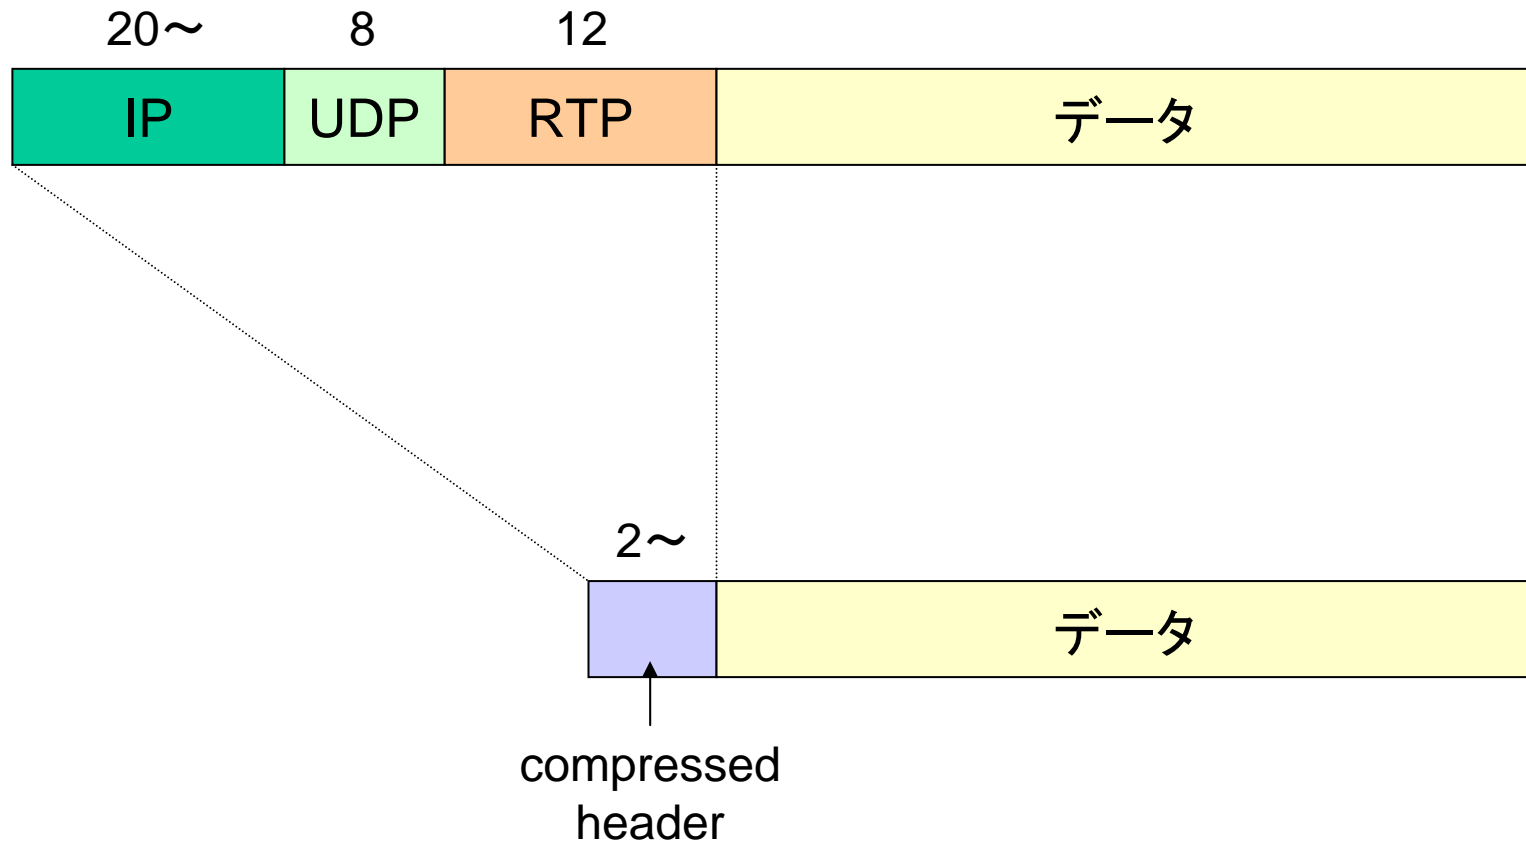 20～ 8 12
IP UDP RTP データ
2～
データ
compressed
header